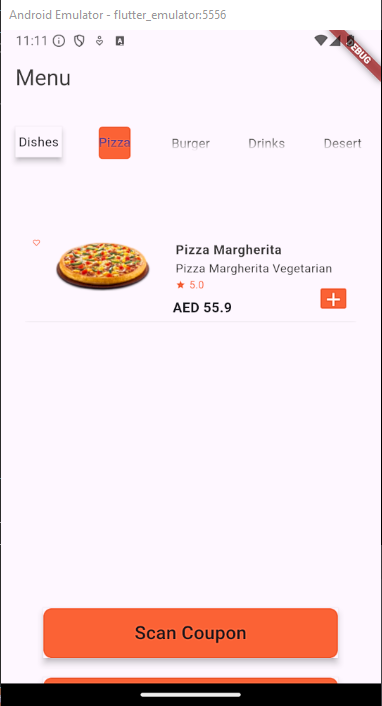 Android Emulator - flutter_emulator:5556
11:11
DEBUG
Menu
Dishes Pizza Burger Drinks Desert
Pizza Margherita
Pizza Margherita Vegetarian
5.0
AED 55.9
Scan Coupon